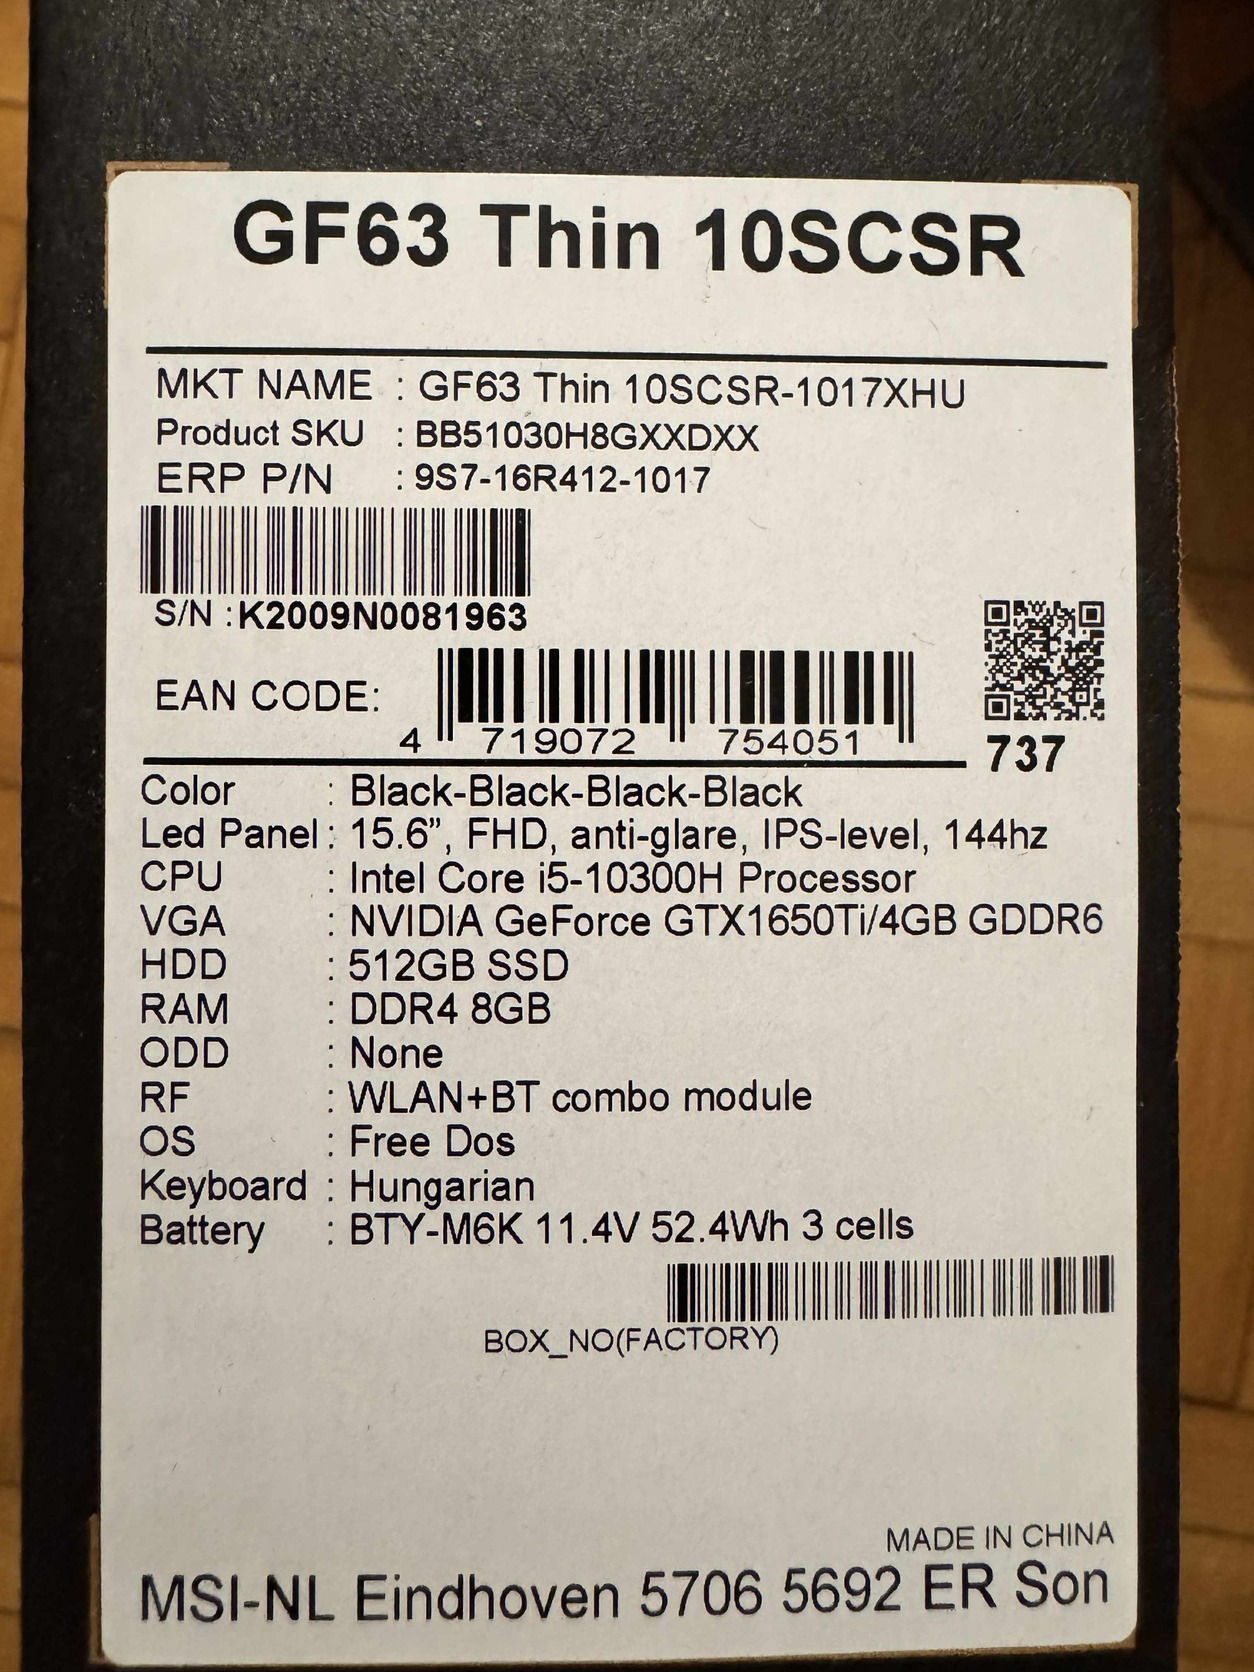 GF63 Thin 10SCSR
MKT NAME : GF63 Thin 10SCSR-1017XHU
Product SKU : BB51030H8GXXDXX
ERP P/N : 9S7-16R412-1017
S/N :K2009N0081963
EAN CODE:
4 719072 754051
737
Color : Black-Black-Black-Black
Led Panel : 15.6”, FHD, anti-glare, IPS-level, 144hz
CPU : Intel Core i5-10300H Processor
VGA : NVIDIA GeForce GTX1650Ti/4GB GDDR6
HDD : 512GB SSD
RAM : DDR4 8GB
ODD : None
RF : WLAN+BT combo module
OS : Free Dos
Keyboard : Hungarian
Battery : BTY-M6K 11.4V 52.4Wh 3 cells
BOX_NO(FACTORY)
MADE IN CHINA
MSI-NL Eindhoven 5706 5692 ER Son